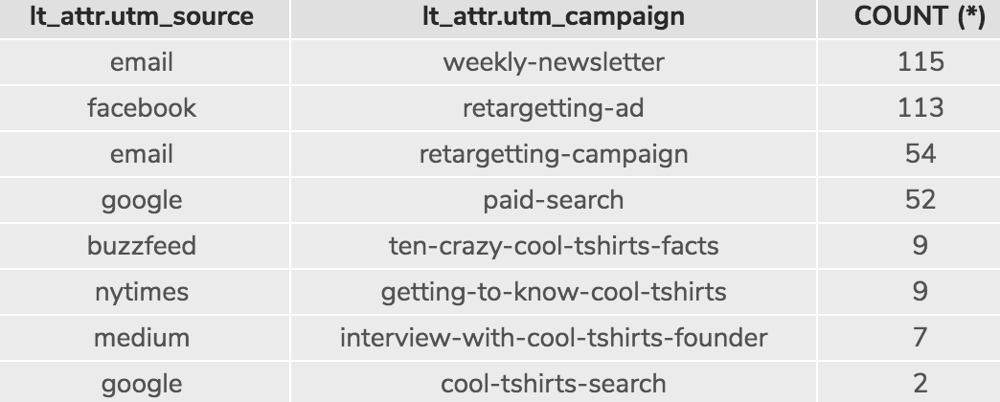 lt_attr.utm_source lt_attr.utm_campaign COUNT (*)
email weekly-newsletter 115
facebook retargetting-ad 113
email retargetting-campaign 54
google paid-search 52
buzzfeed ten-crazy-cool-tshirts-facts 9
nytimes getting-to-know-cool-tshirts 9
medium interview-with-cool-tshirts-founder 7
google cool-tshirts-search 2